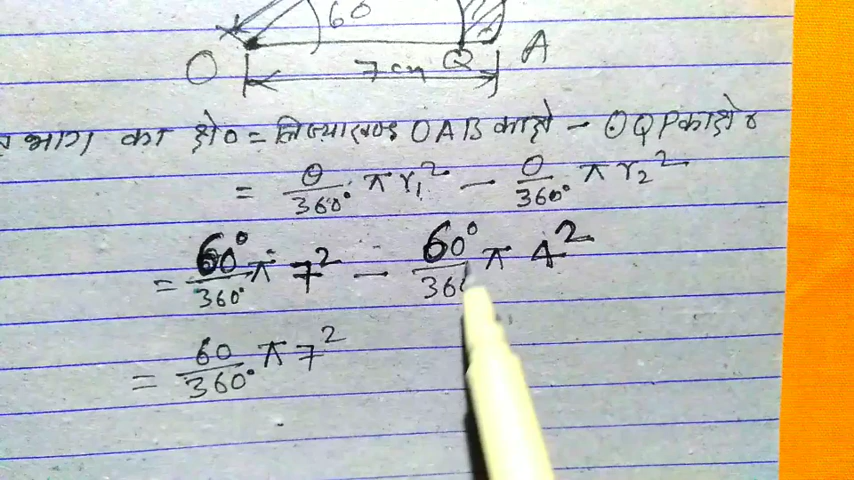 60
O 7cm Q A
भाग का क्षे० = त्रिज्याखण्ड OAB का क्षे० - OQP का क्षे०
= θ/360° π r₁² - θ/360° π r₂²
= 60°/360° π 7² - 60°/36 π 4²
= 60/360° π 7²